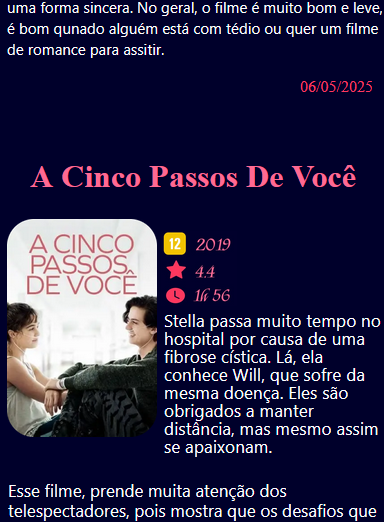 uma forma sincera. No geral, o filme é muito bom e leve,
é bom qunado alguém está com tédio ou quer um filme
de romance para assitir.
06/05/2025
A Cinco Passos De Você
A CINCO
PASSOS
DE VOCÊ
12 2019
4.4
1h 56
Stella passa muito tempo no
hospital por causa de uma
fibrose cística. Lá, ela
conhece Will, que sofre da
mesma doença. Eles são
obrigados a manter
distância, mas mesmo assim
se apaixonam.
Esse filme, prende muita atenção dos
telespectadores, pois mostra que os desafios que